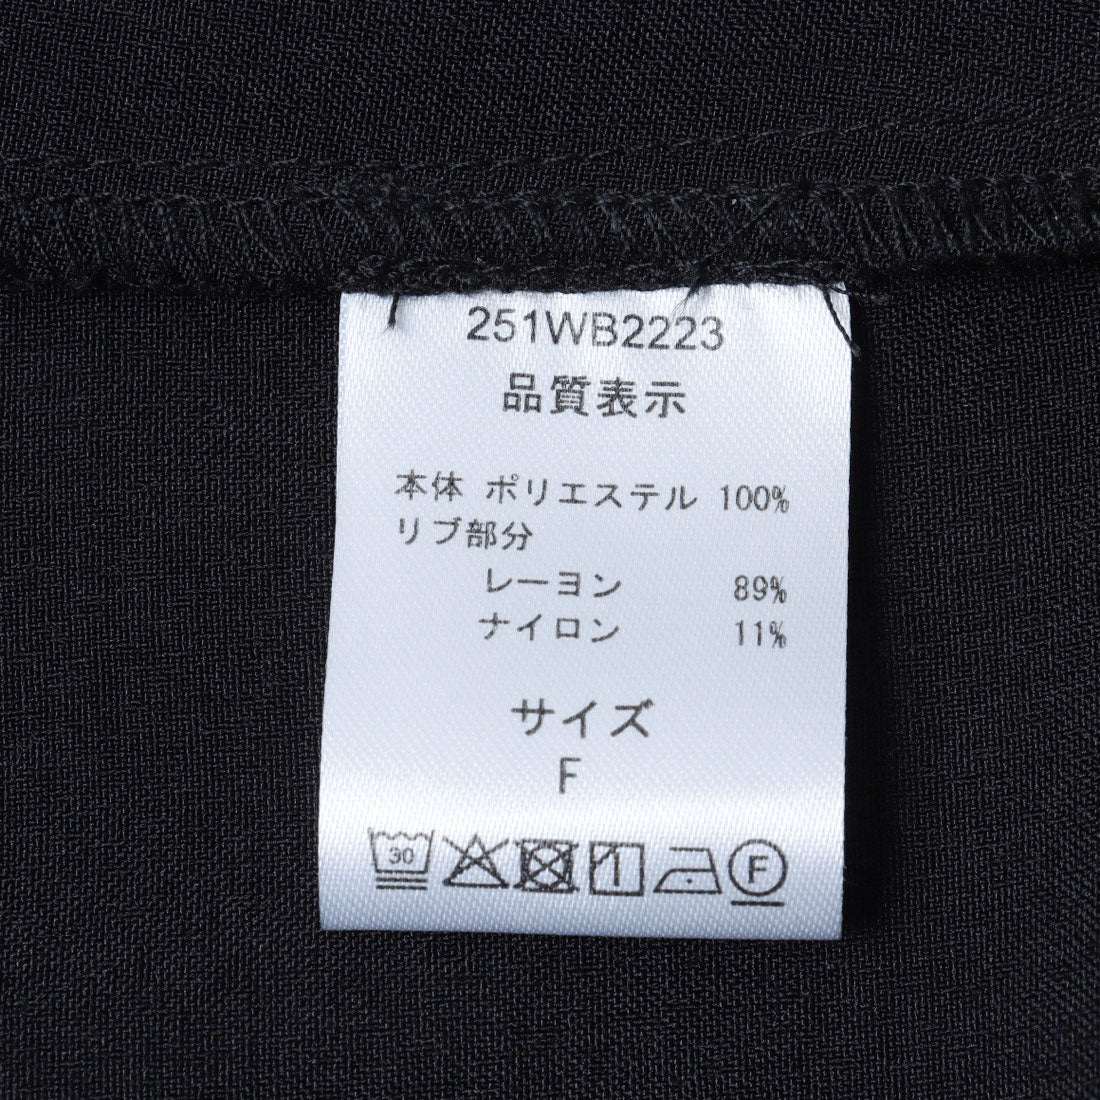 251WB2223
品質表示
本体 ポリエステル 100%
リブ部分
レーヨン 89%
ナイロン 11%
サイズ
F
30 F